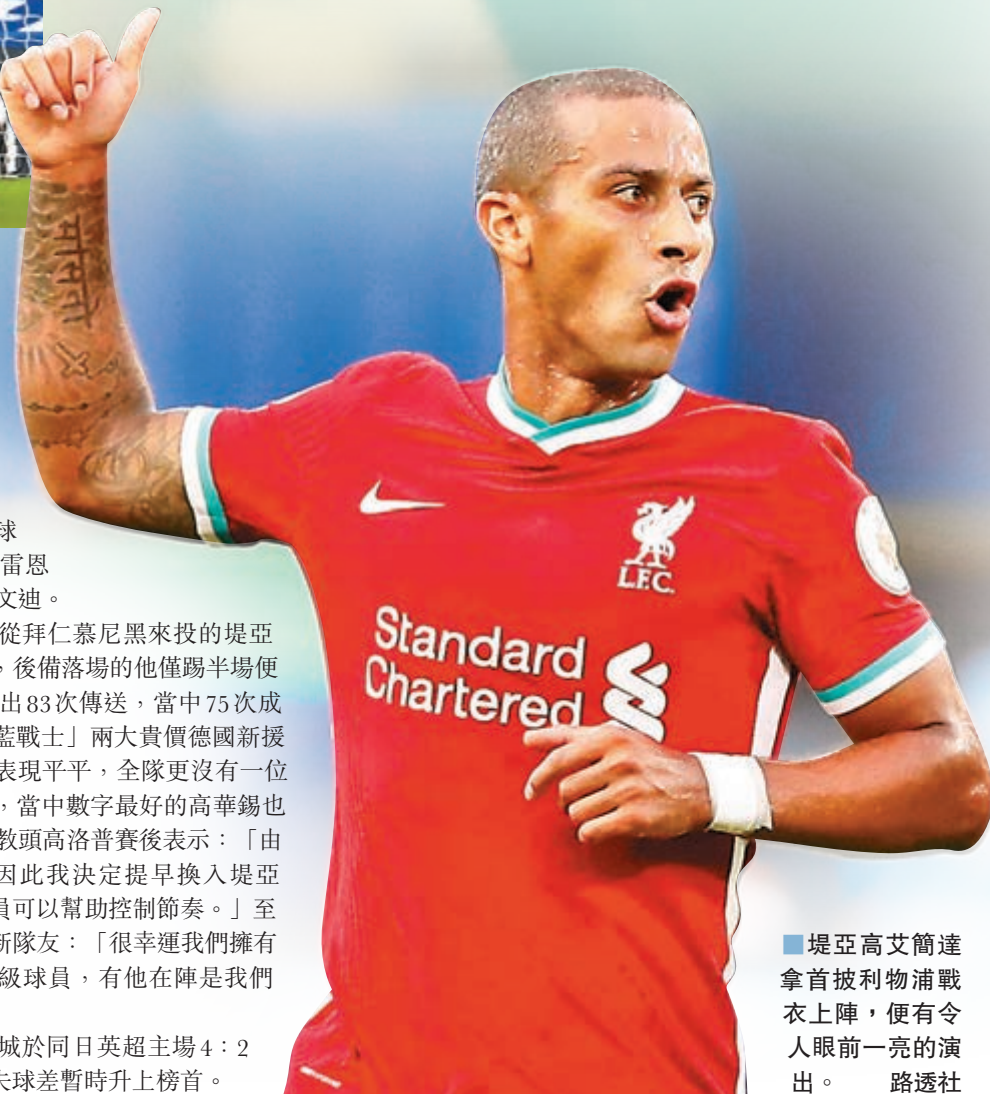 球
雷恩
文迪。
從拜仁慕尼黑來投的堤亞
,後備落場的他僅踢半場便
出83次傳送,當中75次成
藍戰士」兩大貴價德國新援
表現平平,全隊更沒有一位
,當中數字最好的高華錫也
教頭高洛普賽後表示:「由
因此我決定提早換入堤亞
員可以幫助控制節奏。」至
新隊友:「很幸運我們擁有
級球員,有他在陣是我們
城於同日英超主場4:2
失球差暫時升上榜首。
L.F.C.
Standard
Chartered
■堤亞高艾簡達
拿首披利物浦戰
衣上陣,便有令
人眼前一亮的演
出。 路透社